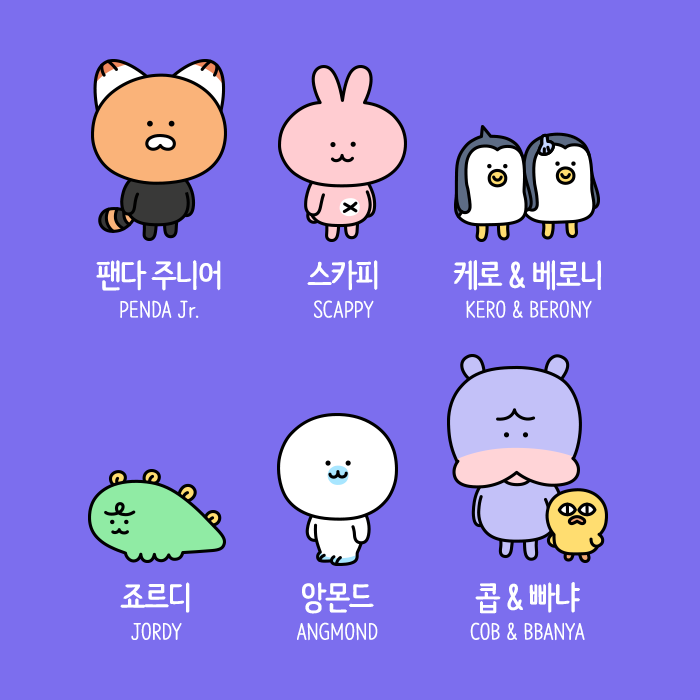 팬다 주니어
PENDA Jr.
스카피
SCAPPY
케로 & 베로니
KERO & BERONY
죠르디
JORDY
앙몬드
ANGMOND
콥 & 빠냐
COB & BBANYA